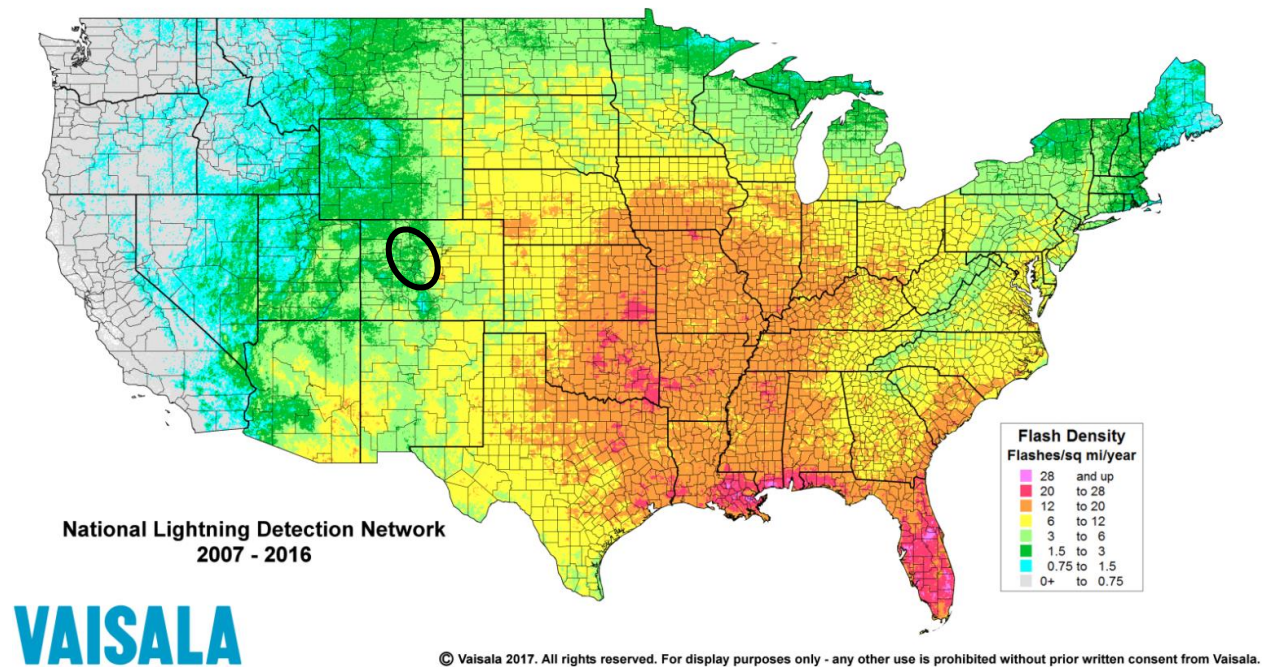 Flash Density
Flashes/sq mi/year
28 and up
20 to 28
12 to 20
6 to 12
3 to 6
1.5 to 3
0.75 to 1.5
0+ to 0.75
National Lightning Detection Network
2007 - 2016
VAISALA
© Vaisala 2017. All rights reserved. For display purposes only - any other use is prohibited without prior written consent from Vaisala.